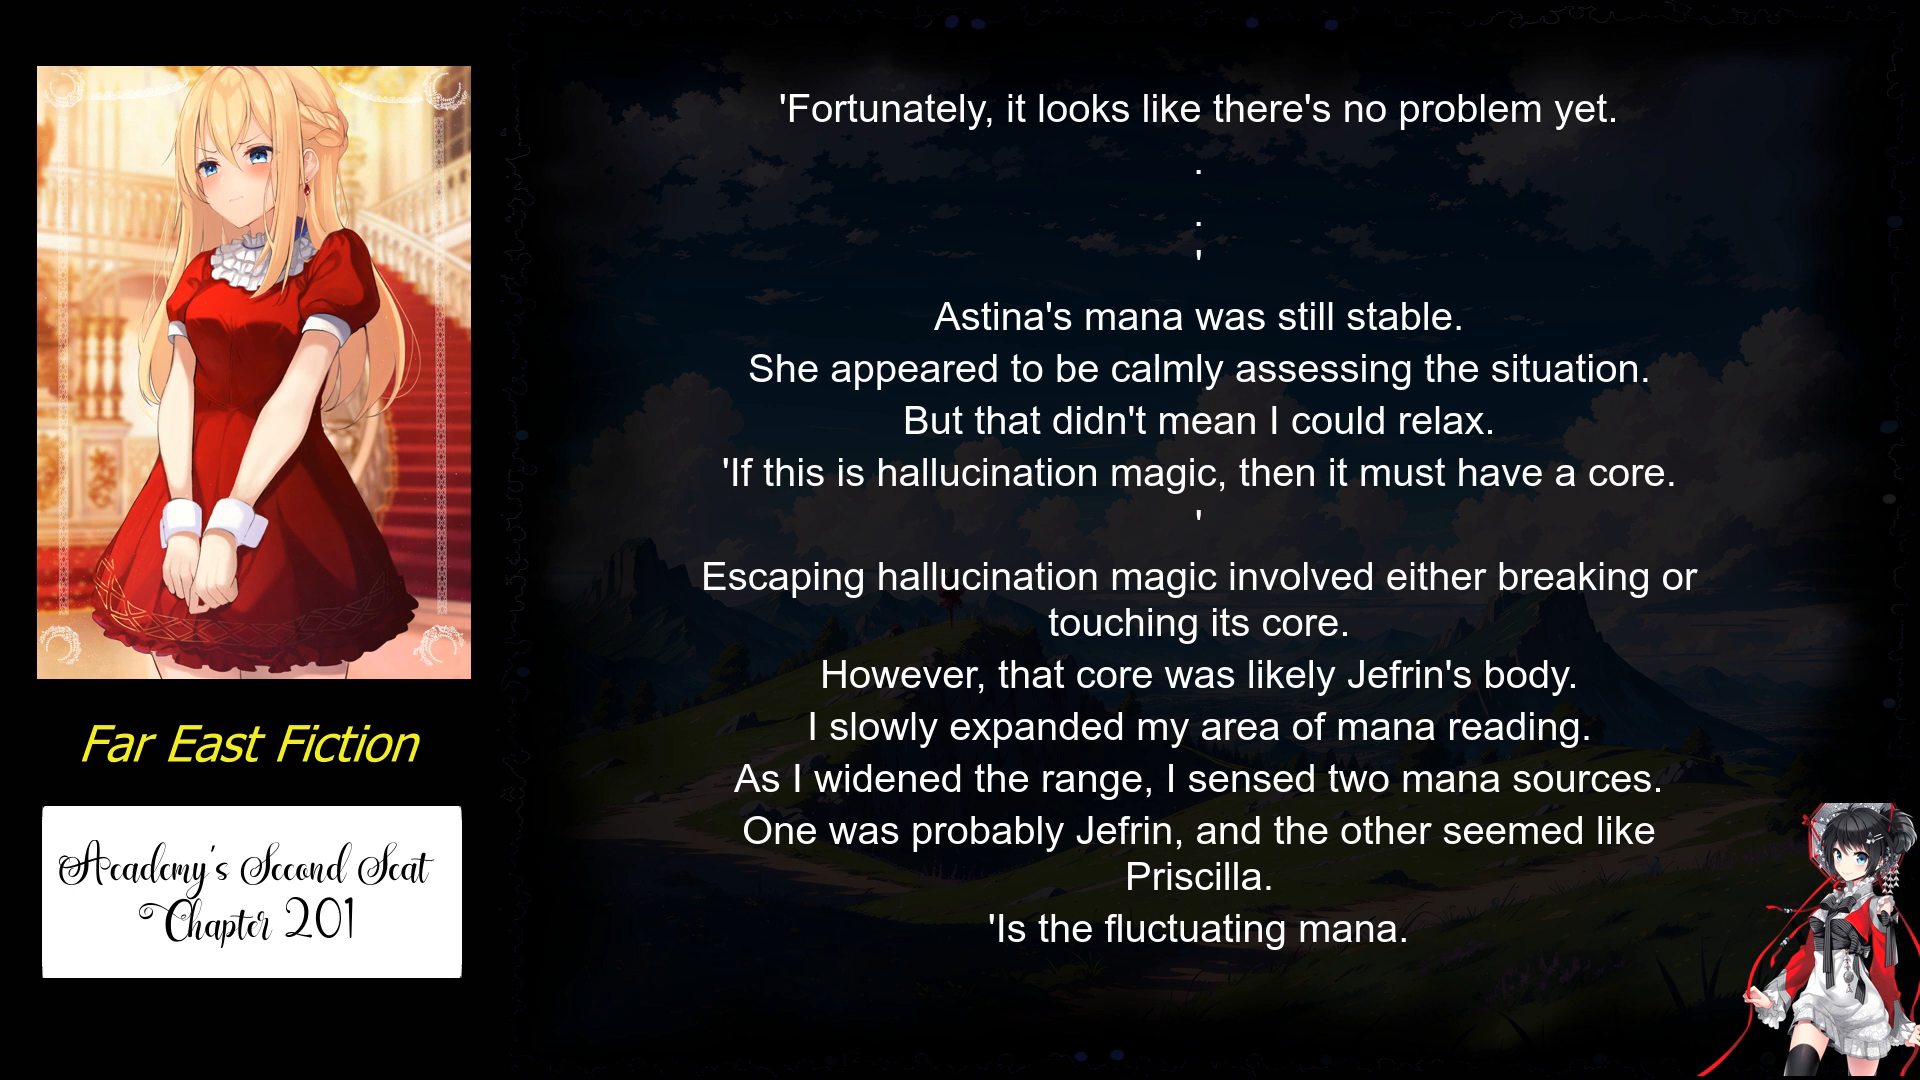 'Fortunately, it looks like there's no problem yet.
.
.
'
Astina's mana was still stable.
She appeared to be calmly assessing the situation.
But that didn't mean I could relax.
'If this is hallucination magic, then it must have a core.
'
Escaping hallucination magic involved either breaking or
touching its core.
However, that core was likely Jefrin's body.
I slowly expanded my area of mana reading.
As I widened the range, I sensed two mana sources.
One was probably Jefrin, and the other seemed like
Priscilla.
'Is the fluctuating mana.
Far East Fiction
Academy's Second Seat
Chapter 201